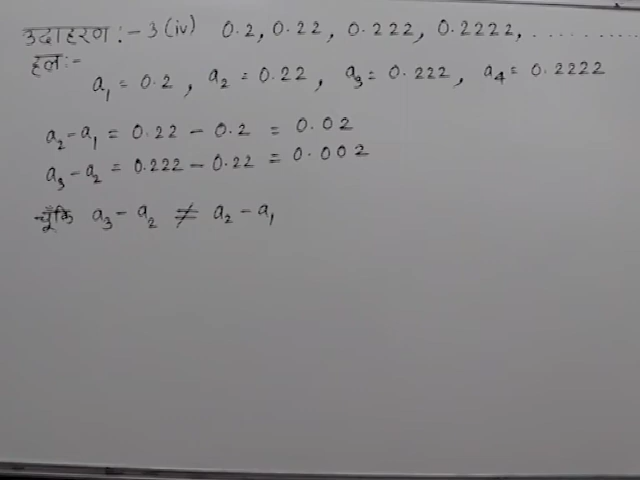 उदाहरण :- 3 (iv) 0.2, 0.22, 0.222, 0.2222, ..........
हल :-
a₁ = 0.2 , a₂ = 0.22 , a₃ = 0.222 , a₄ = 0.2222
a₂ - a₁ = 0.22 - 0.2 = 0.02
a₃ - a₂ = 0.222 - 0.22 = 0.002
चूँकि a₃ - a₂ ≠ a₂ - a₁